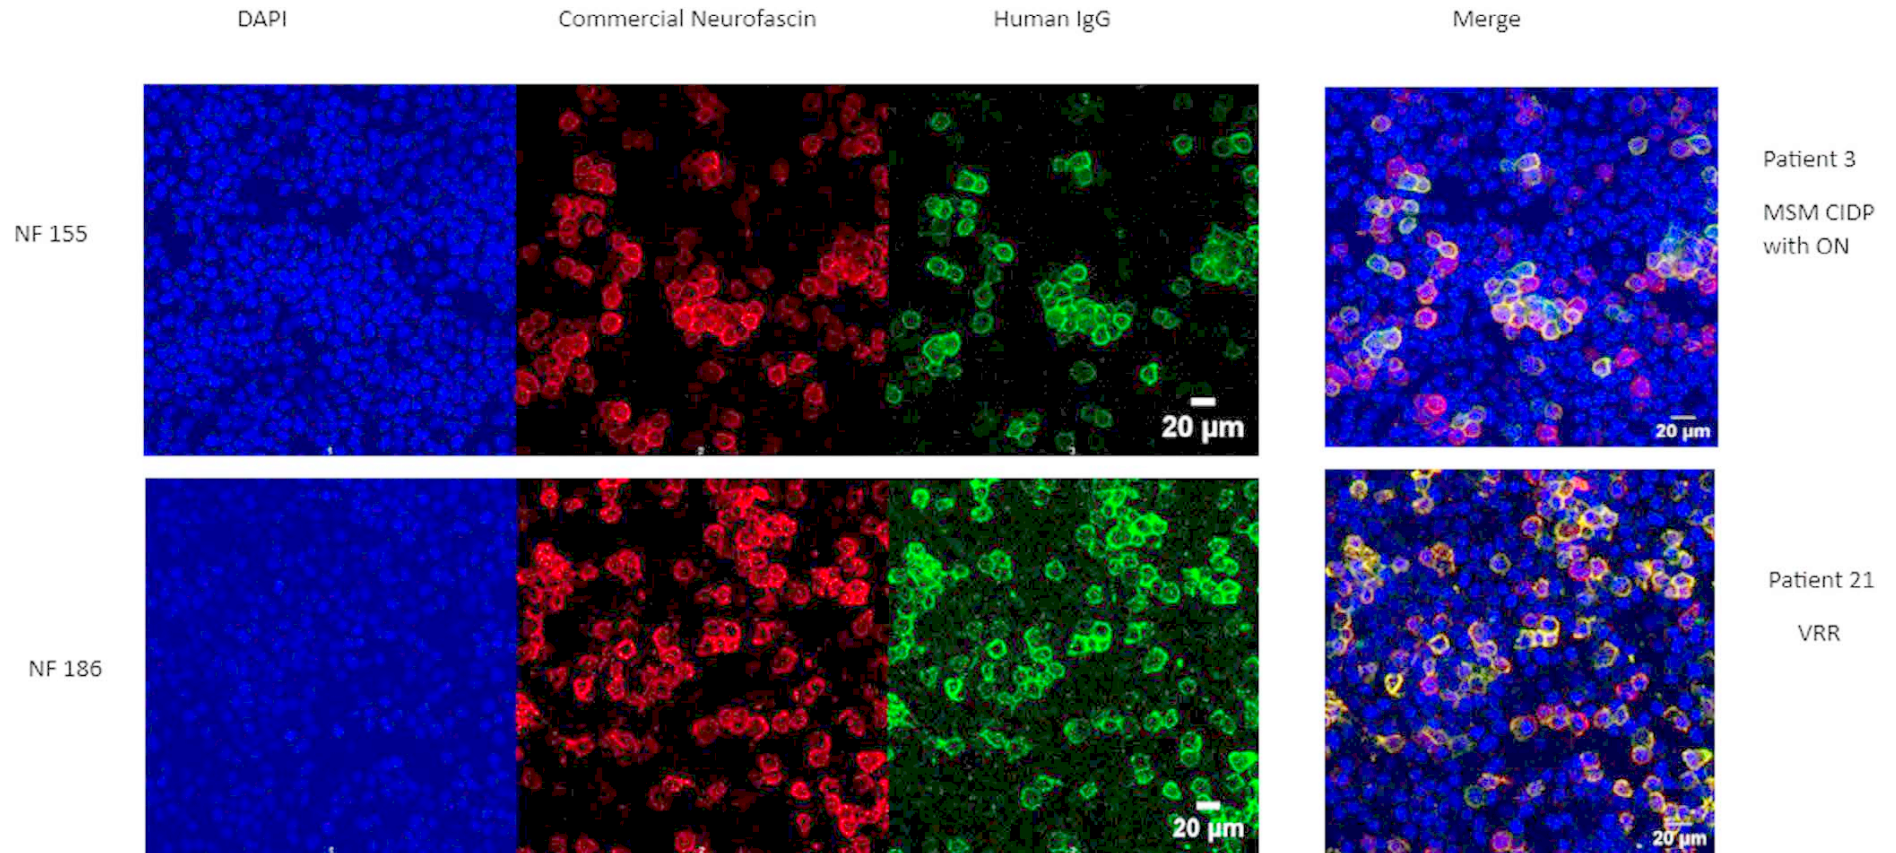 DAPI
Commercial Neurofascin
Human IgG
Merge
NF 155
20 µm
20 µm
Patient 3
MSM CIDP
with ON
NF 186
20 µm
20 µm
Patient 21
VRR